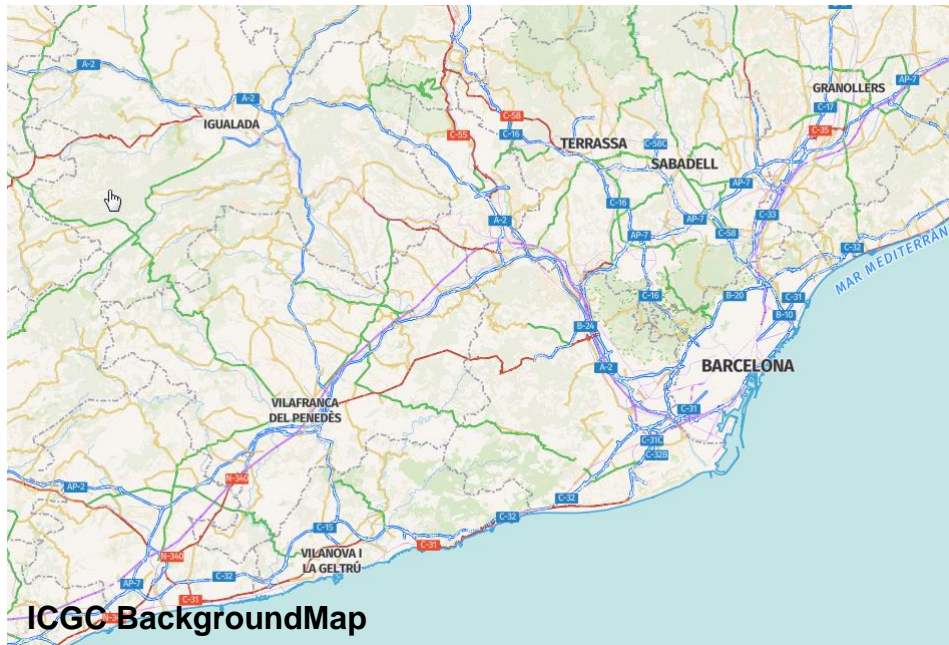 A-2
A-2
IGUALADA
C-55
C-58
C-16
TERRASSA
C-58C
SABADELL
GRANOLLERS
AP-7
C-17
C-35
AP-7
C-16
AP-7
C-33
C-58
AP-7
A-2
C-32
MAR MEDITERRÀN
C-16
B-20
C-31
B-10
B-24
A-2
BARCELONA
C-31
C-31C
C-32B
VILAFRANCA
DEL PENEDÈS
N-340
AP-2
C-32
C-32
C-15
C-31
VILANOVA I
LA GELTRÚ
N-340
AP-7
C-32
C-31
ICGC BackgroundMap